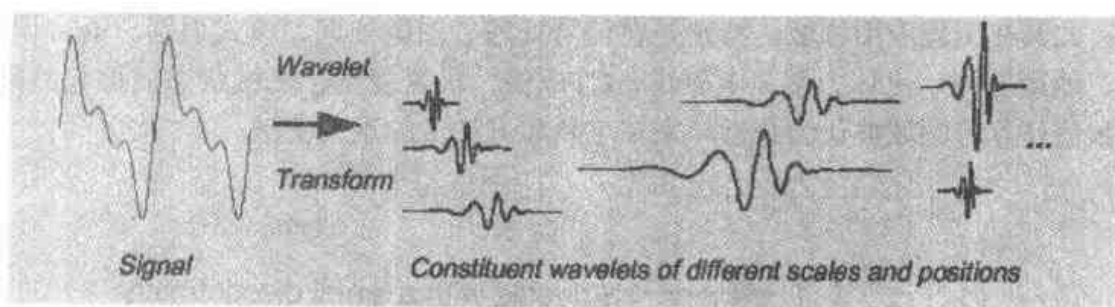 Wavelet
Transform
...
Signal
Constituent wavelets of different scales and positions